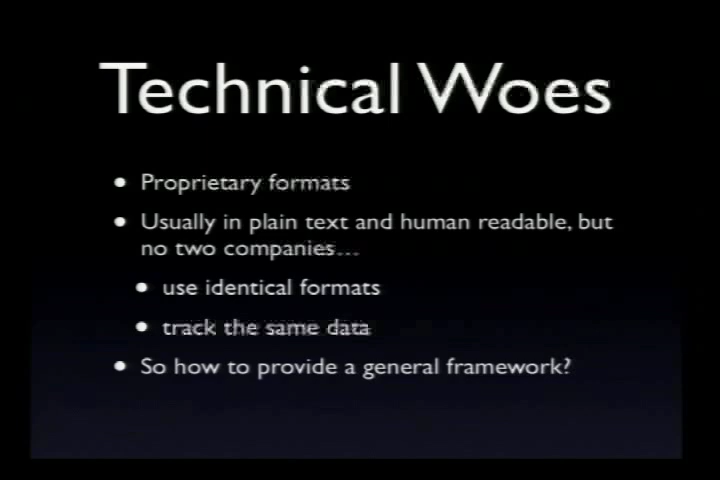 Technical Woes
• Proprietary formats
• Usually in plain text and human readable, but
no two companies…
• use identical formats
• track the same data
• So how to provide a general framework?